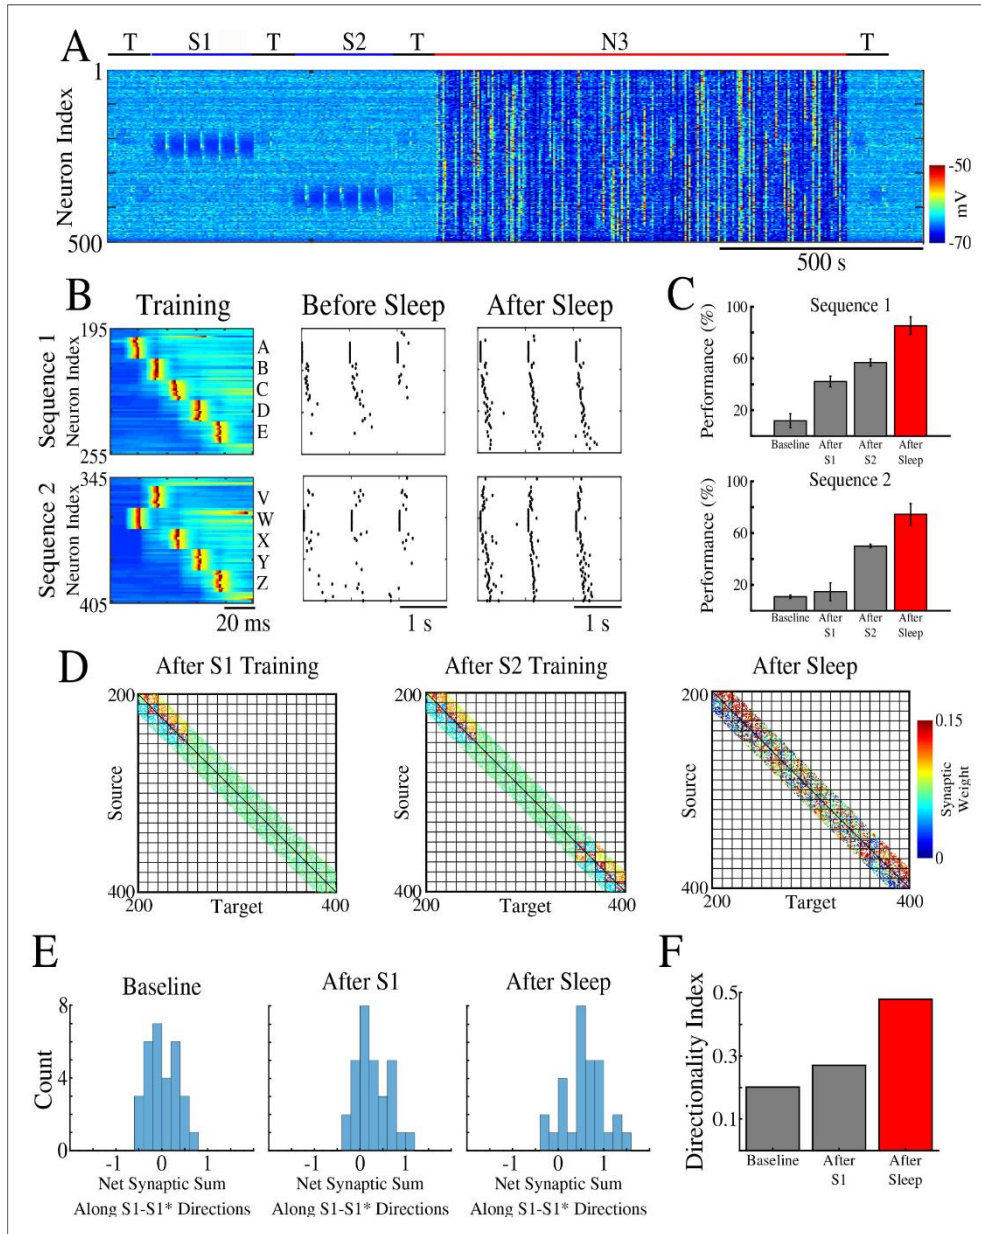 A
T S1 T S2 T N3 T
1
Neuron Index
500
-50
mV
-70
500 s
B
Training Before Sleep After Sleep
Sequence 1
Neuron Index
195
255
A
B
C
D
E
Sequence 2
Neuron Index
345
405
V
W
X
Y
Z
20 ms 1 s 1 s
C
Sequence 1
Performance (%)
100
60
20
Baseline After S1 After S2 After Sleep
Sequence 2
Performance (%)
100
60
20
Baseline After S1 After S2 After Sleep
D
After S1 Training After S2 Training After Sleep
200 200 200
Source Source Source
400 400 400
200 400 200 400 200 400
Target Target Target
0.15
Synaptic
Weight
0
E
Baseline After S1 After Sleep
8
4
0
Count
-1 0 1 -1 0 1 -1 0 1
Net Synaptic Sum Net Synaptic Sum Net Synaptic Sum
Along S1-S1* Directions Along S1-S1* Directions Along S1-S1* Directions
F
Directionality Index
0.5
0.3
0.1
Baseline After After
S1 Sleep